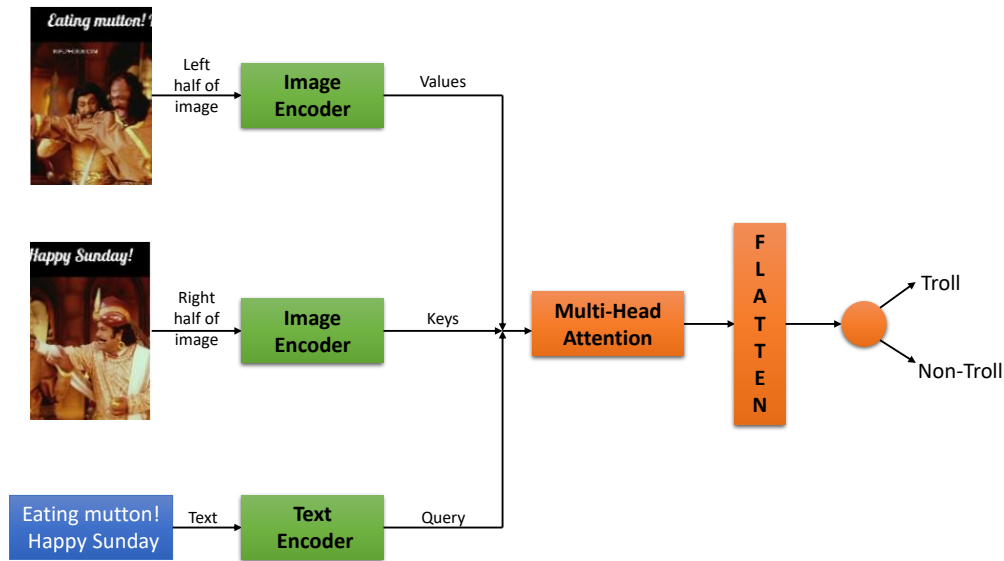 Eating mutton!
Left
half of
image
Image
Encoder
Values
Happy Sunday!
Right
half of
image
Image
Encoder
Keys
Multi-Head
Attention
FLATTEN
Troll
Non-Troll
Eating mutton!
Happy Sunday
Text
Text
Encoder
Query